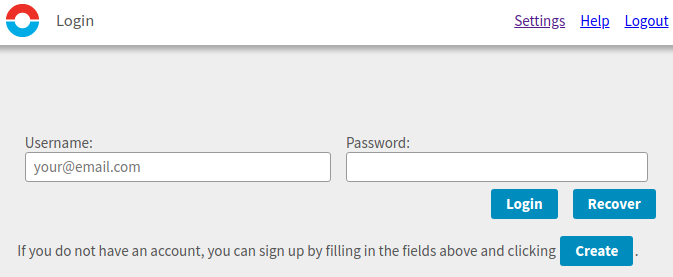 Login Settings Help Logout
Username: Password:
your@email.com
Login Recover
If you do not have an account, you can sign up by filling in the fields above and clicking Create .